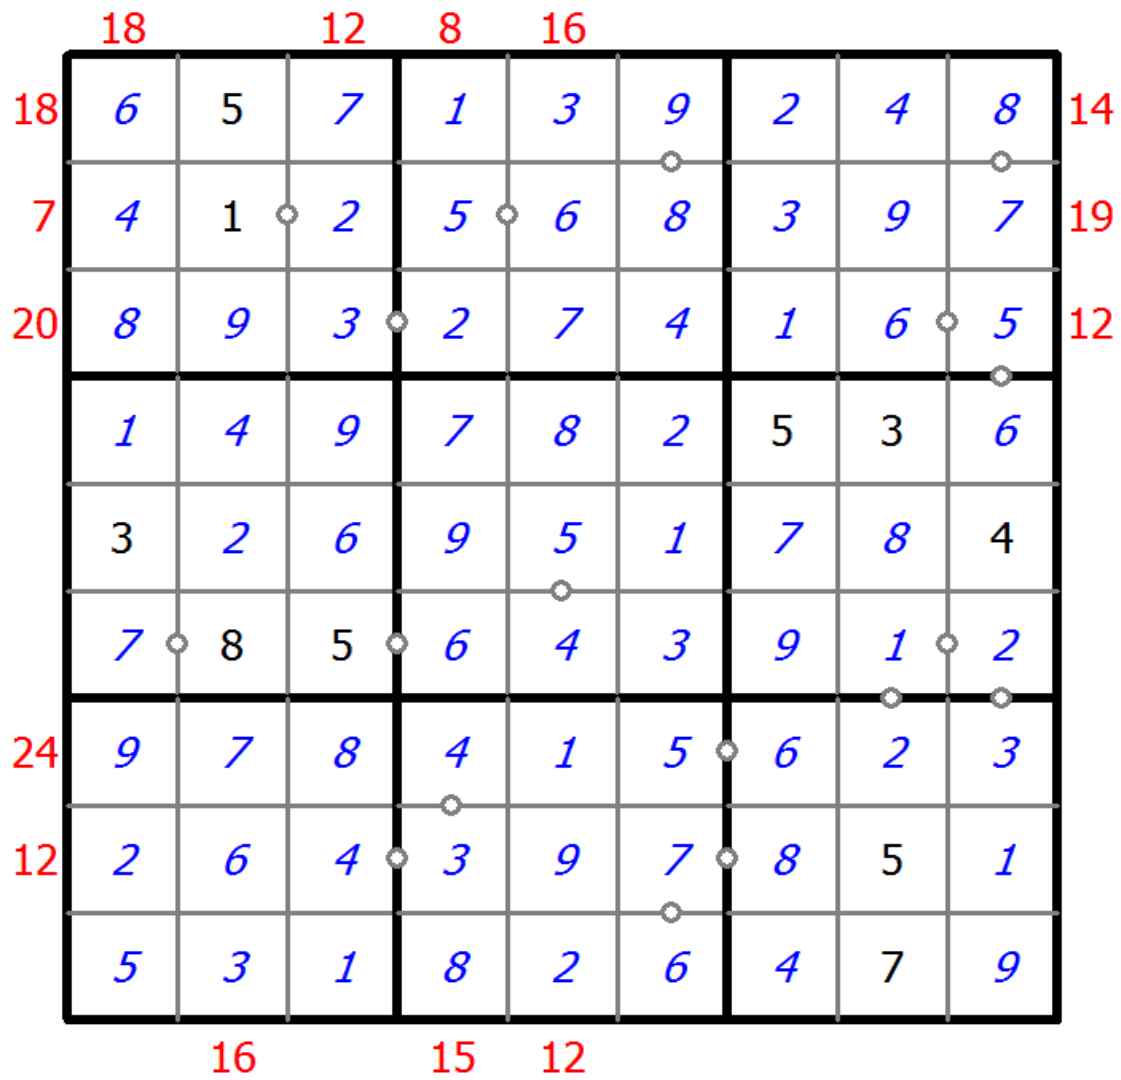 18 12 8 16
18 6 5 7 1 3 9 2 4 8 14
7 4 1 2 5 6 8 3 9 7 19
20 8 9 3 2 7 4 1 6 5 12
1 4 9 7 8 2 5 3 6
3 2 6 9 5 1 7 8 4
7 8 5 6 4 3 9 1 2
24 9 7 8 4 1 5 6 2 3
12 2 6 4 3 9 7 8 5 1
5 3 1 8 2 6 4 7 9
16 15 12